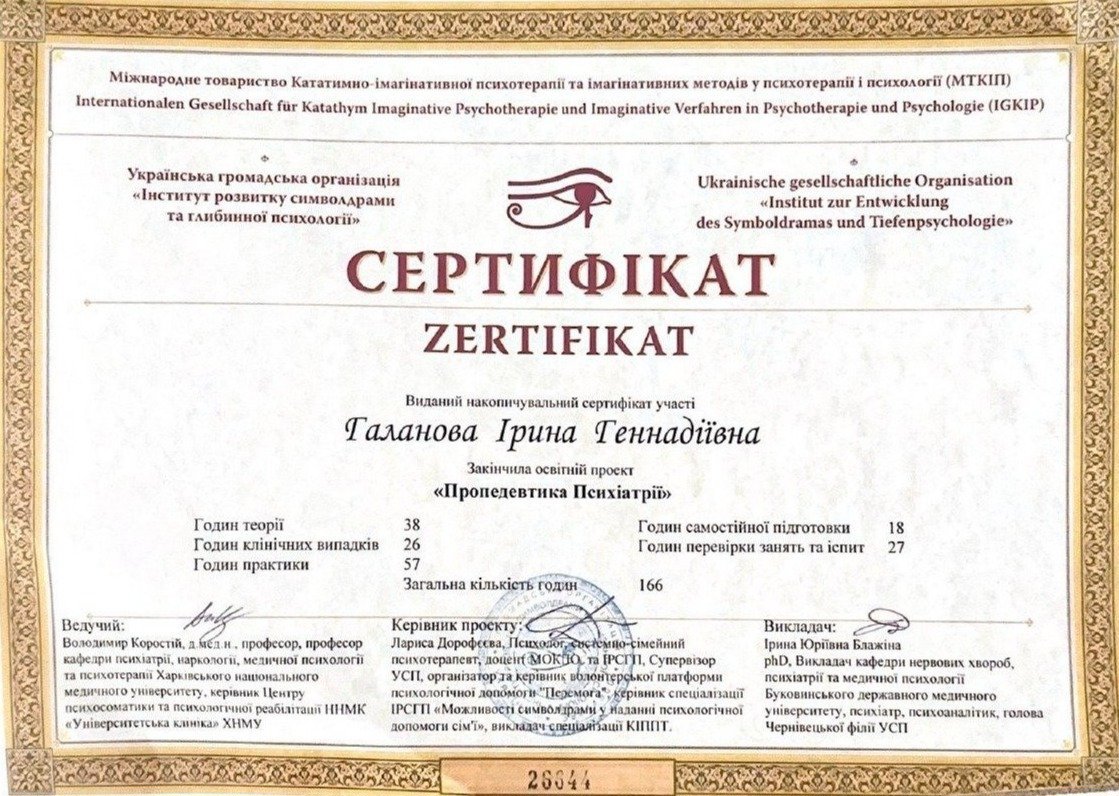 Міжнародне товариство Кататимно-імагінативної психотерапії та імагінативних методів у психотерапії і психології (МТКІП)
Internationalen Gesellschaft für Katathym Imaginative Psychotherapie und Imaginative Verfahren in Psychotherapie und Psychologie (IGKIP)
Українська громадська організація
«Інститут розвитку символдрами
та глибинної психології»
Ukrainische gesellschaftliche Organisation
«Institut zur Entwicklung
des Symboldramas und Tiefenpsychologie»
СЕРТИФІКАТ
ZERTIFIKAT
Виданий накопичувальний сертифікат участі
Галанова Ірина Геннадіївна
Закінчила освітній проєкт
«Пропедевтика Психіатрії»
Годин теорії 38
Годин клінічних випадків 26
Годин практики 57
Годин самостійної підготовки 18
Годин перевірки занять та іспит 27
Загальна кількість годин 166
Ведучий:
Володимир Коростій, д.мед.н., професор, професор
кафедри психіатрії, наркології, медичної психології
та психотерапії Харківського національного
медичного університету, керівник Центру
психосоматики та психологічної реабілітації ННМК
«Університетська клініка» ХНМУ
Керівник проекту:
Лариса Дорофєєва, Психолог, системно-сімейний
психотерапевт, доцент МОКПО, та ІРСГП, Супервізор
УСП, організатор та керівник волонтерської платформи
психологічної допомоги "Перемога", керівник спеціалізації
ІРСГП «Можливості символдрами у наданні психологічної
допомоги сім'ї», викладач спеціалізації КІППТ.
Викладач:
Ірина Юріївна Блажіна
phD, Викладач кафедри нервових хвороб,
психіатрії та медичної психології
Буковинського державного медичного
університету, психіатр, психоаналітик, голова
Чернівецької філії УСП
26644